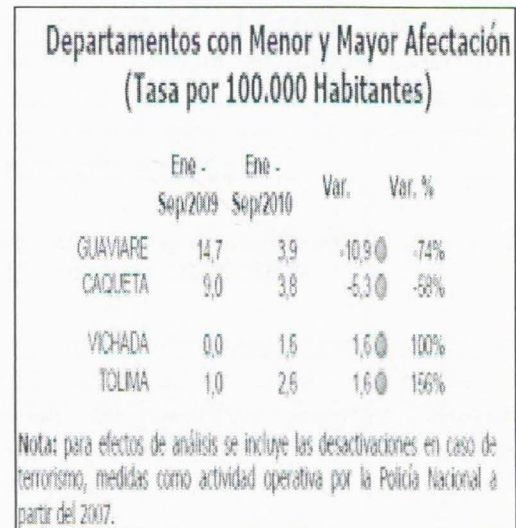 Departamentos con Menor y Mayor Afectación
(Tasa por 100.000 Habitantes)
Ene - Sep/2009 Ene - Sep/2010 Var. Var. %
GUAVIARE 14,7 3,9 -10,9 -74%
CAQUETA 9,0 3,8 -5,3 -58%
VICHADA 0,0 1,6 1,6 100%
TOLIMA 1,0 2,6 1,6 156%
Nota: para efectos de análisis se incluye las desactivaciones en caso de
terrorismo, medidas como actividad operativa por la Policía Nacional a
partir del 2007.